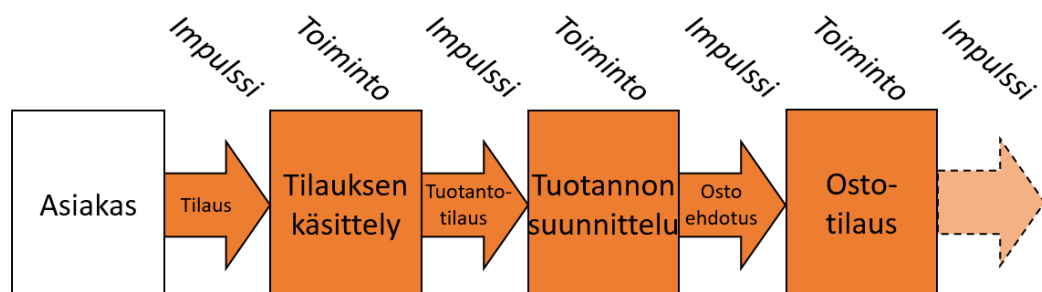 Impulssi
Toiminto
Impulssi
Toiminto
Impulssi
Toiminto
Impulssi
Asiakas
Tilaus
Tilauksen
käsittely
Tuotanto-
tilaus
Tuotannon
suunnittelu
Osto
ehdotus
Osto-
tilaus